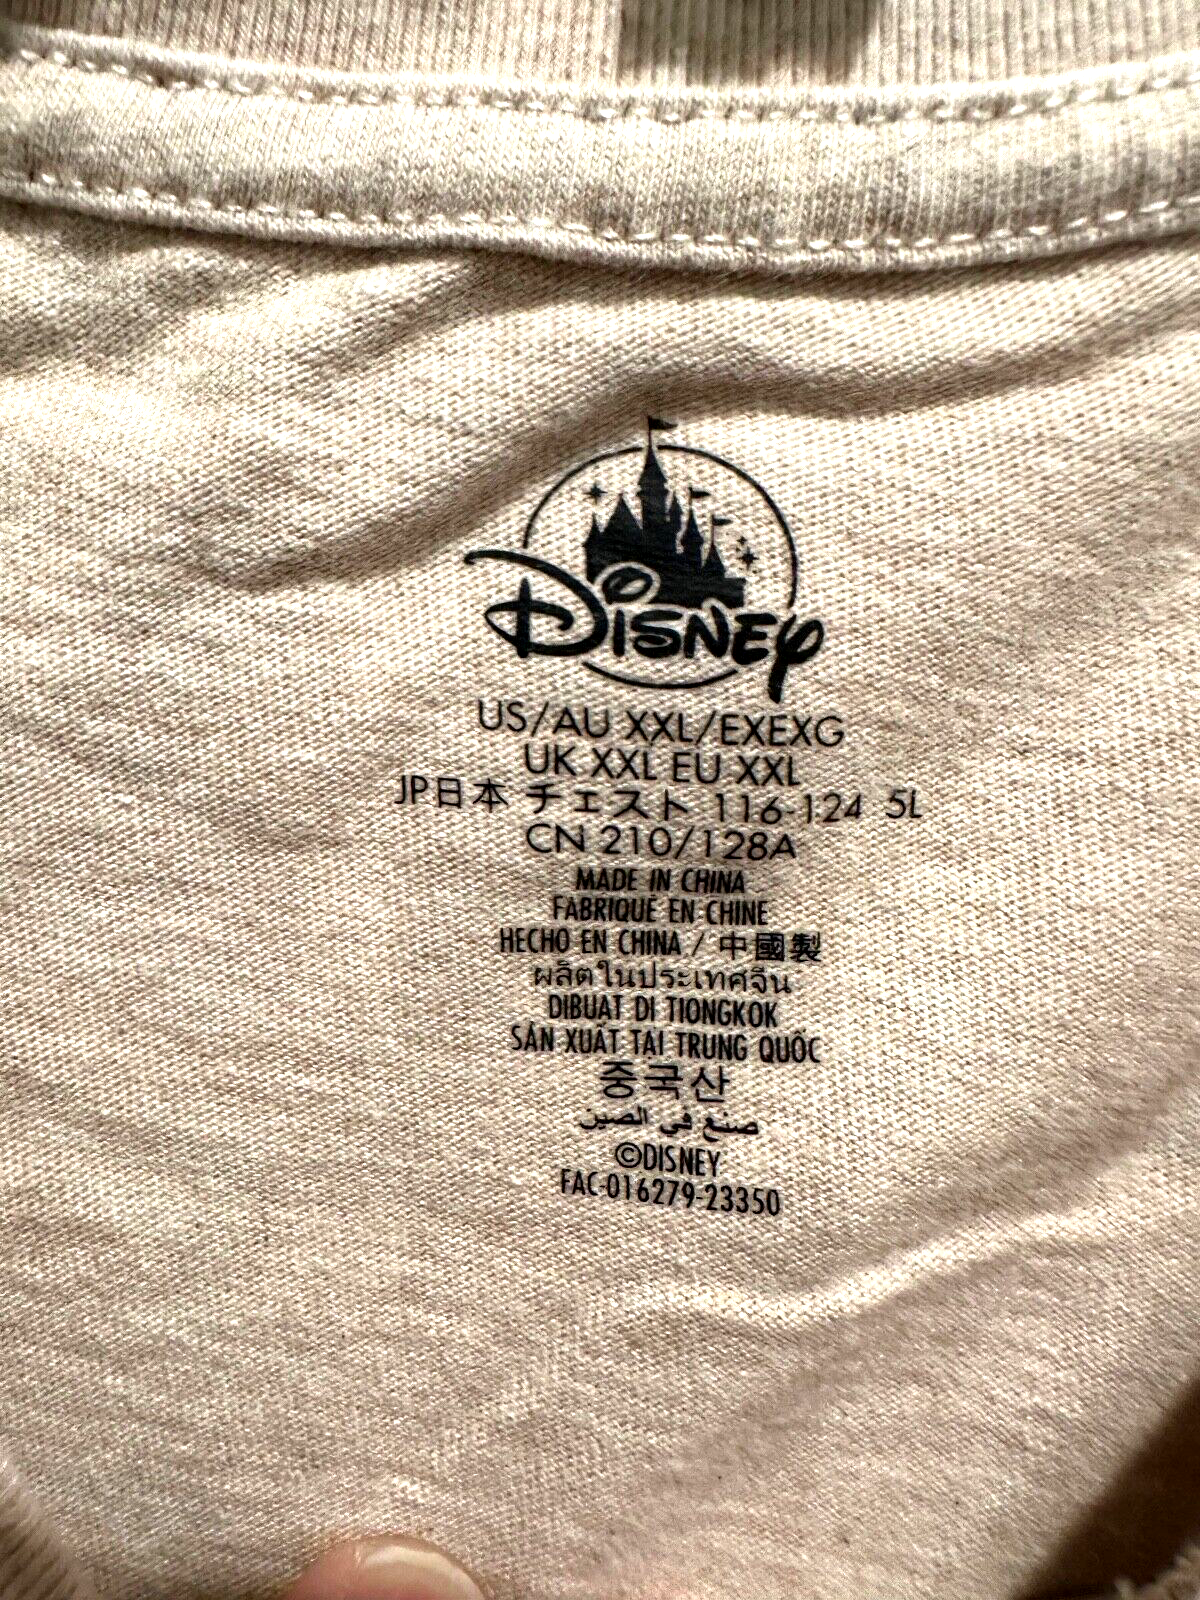 DISNEY
US/AU XXL/EXEXG
UK XXL EU XXL
JP日本 チェスト 116-124 5L
CN 210/128A
MADE IN CHINA
FABRIQUÉ EN CHINE
HECHO EN CHINA / 中國製
ผลิตในประเทศจีน
DIBUAT DI TIONGKOK
SẢN XUẤT TẠI TRUNG QUỐC
중국산
صنع في الصين
©DISNEY
FAC-016279-23350